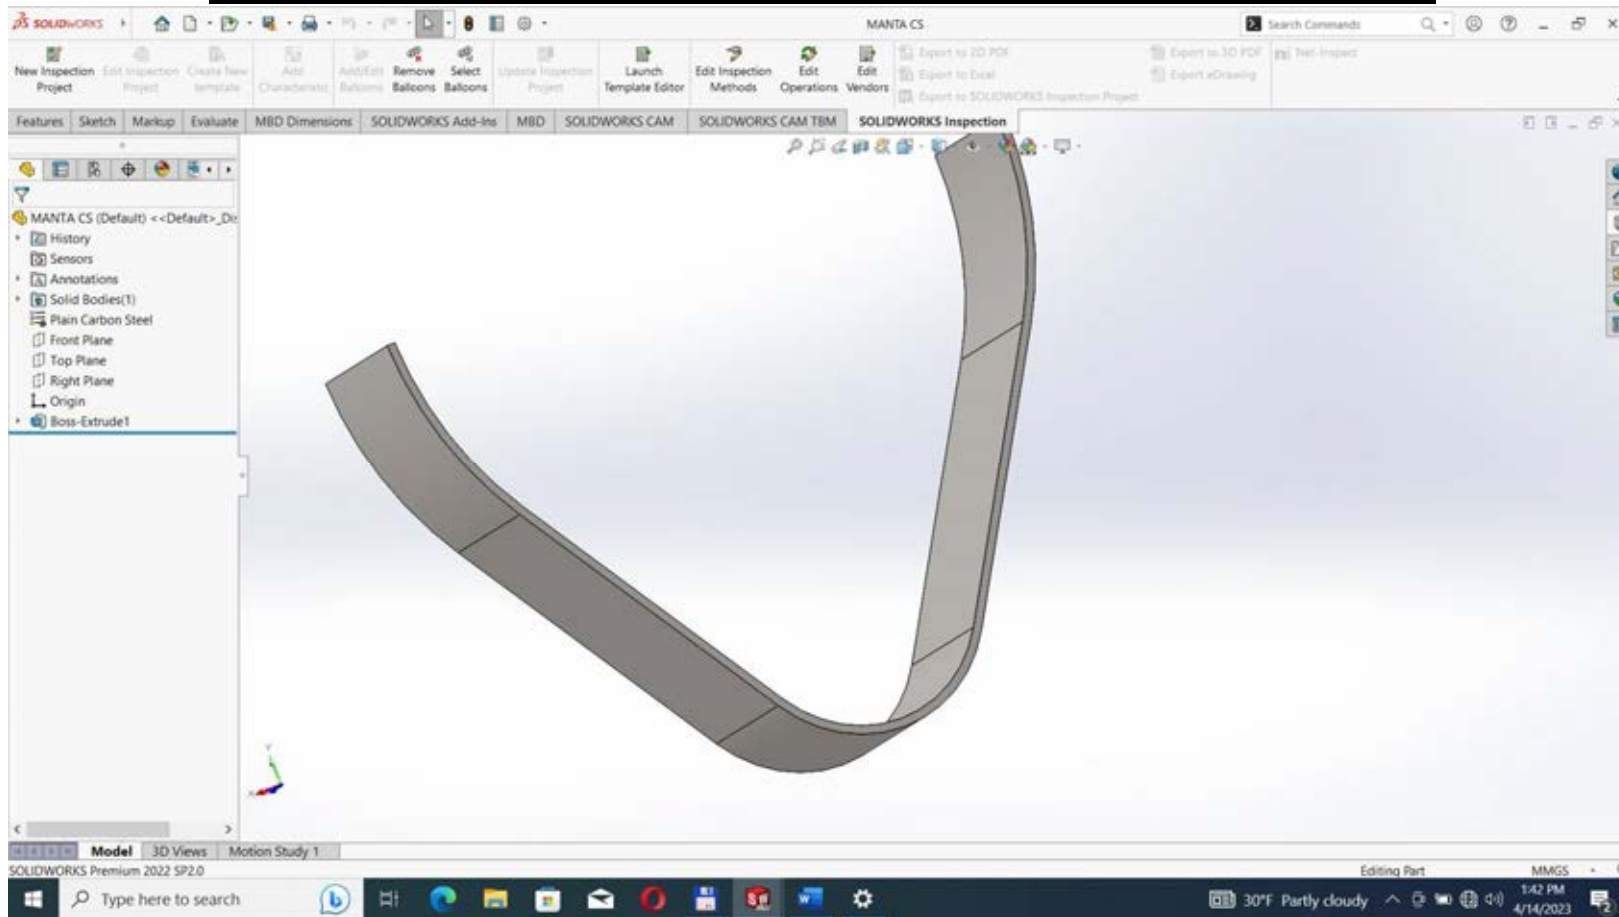 SOLIDWORKS
MANTA CS
Search Commands
New Inspection Project
Edit Inspection Project
Create New template
Add Characteristic
Add/Edit Balloons
Remove Balloons
Select Balloons
Update Inspection Project
Launch Template Editor
Edit Inspection Methods
Edit Operations
Edit Vendors
Export to 2D PDF
Export to Excel
Export to SOLIDWORKS Inspection Project
Export to 3D PDF
Export eDrawing
Net-Inspect
Features Sketch Markup Evaluate MBD Dimensions SOLIDWORKS Add-Ins MBD SOLIDWORKS CAM SOLIDWORKS CAM TBM SOLIDWORKS Inspection
MANTA CS (Default) <<Default>_Dis
History
Sensors
Annotations
Solid Bodies(1)
Plain Carbon Steel
Front Plane
Top Plane
Right Plane
Origin
Boss-Extrude1
Model 3D Views Motion Study 1
SOLIDWORKS Premium 2022 SP2.0
Editing Part MMGS
Type here to search
30°F Partly cloudy
1:42 PM
4/14/2023